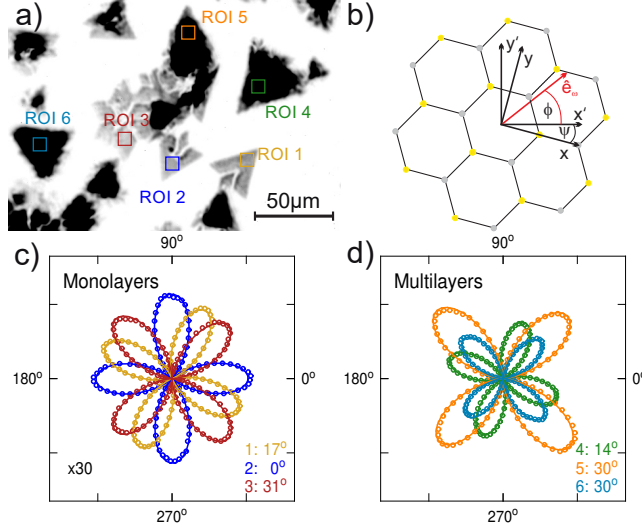 a)
ROI 5
ROI 6
ROI 3
ROI 4
ROI 1
ROI 2
50μm
b)
y'
y
ê_ω
ϕ
x'
ψ
x
c)
90°
Monolayers
180°
0°
x30
1: 17°
2: 0°
3: 31°
270°
d)
90°
Multilayers
180°
0°
4: 14°
5: 30°
6: 30°
270°